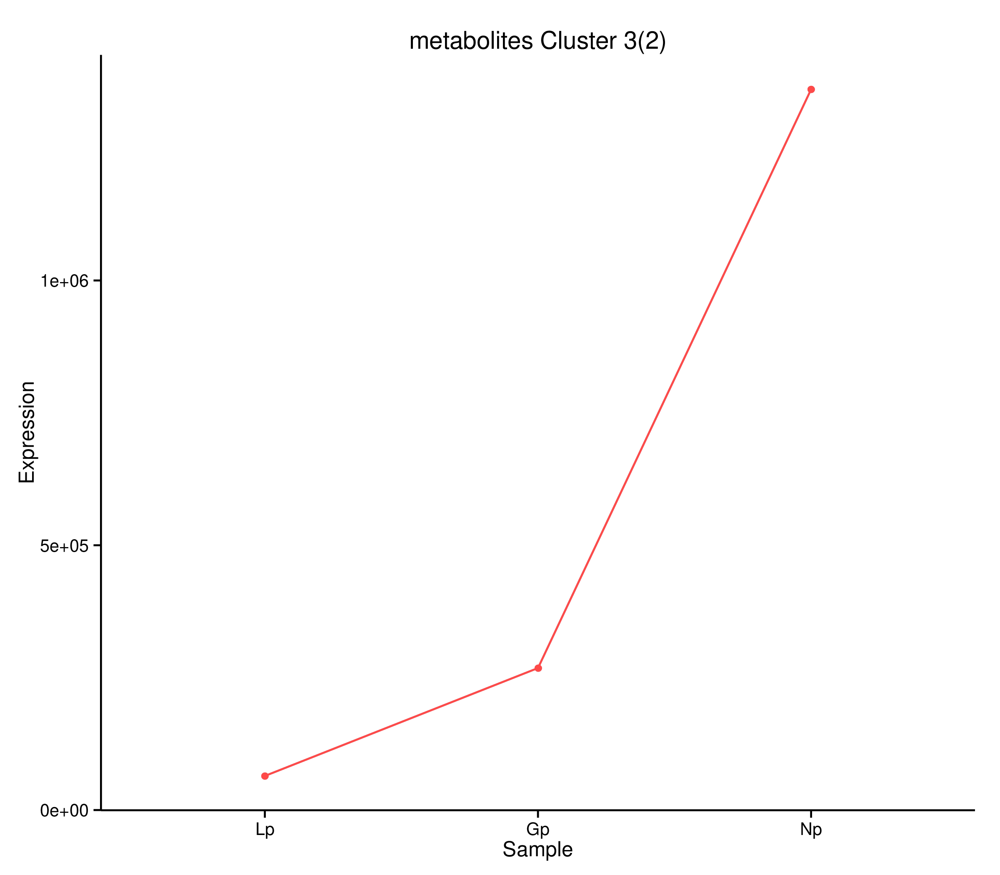 metabolites Cluster 3(2)
Expression
1e+06
5e+05
0e+00
Lp Gp Np
Sample